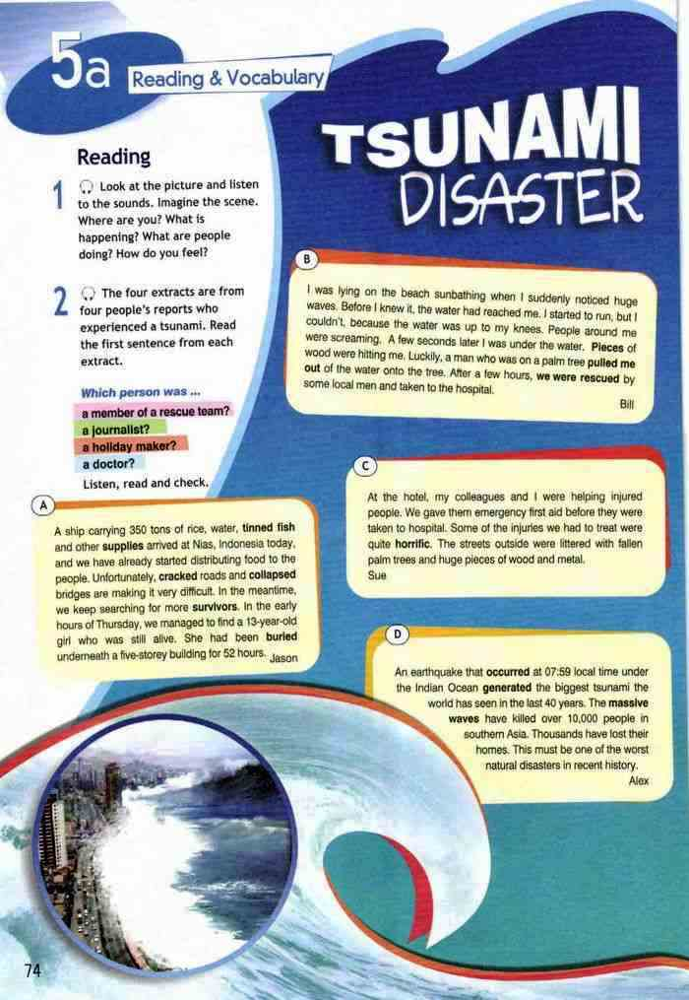 5a
Reading & Vocabulary
TSUNAMI
DISASTER
Reading
1 Look at the picture and listen
to the sounds. Imagine the scene.
Where are you? What is
happening? What are people
doing? How do you feel?
2 The four extracts are from
four people's reports who
experienced a tsunami. Read
the first sentence from each
extract.
Which person was ...
a member of a rescue team?
a journalist?
a holiday maker?
a doctor?
Listen, read and check.
A
A ship carrying 350 tons of rice, water, tinned fish
and other supplies arrived at Nias, Indonesia today,
and we have already started distributing food to the
people. Unfortunately, cracked roads and collapsed
bridges are making it very difficult. In the meantime,
we keep searching for more survivors. In the early
hours of Thursday, we managed to find a 13-year-old
girl who was still alive. She had been buried
underneath a five-storey building for 52 hours.
Jason
B
I was lying on the beach sunbathing when I suddenly noticed huge
waves. Before I knew it, the water had reached me. I started to run, but I
couldn't, because the water was up to my knees. People around me
were screaming. A few seconds later I was under the water. Pieces of
wood were hitting me. Luckily, a man who was on a palm tree pulled me
out of the water onto the tree. After a few hours, we were rescued by
some local men and taken to the hospital.
Bill
C
At the hotel, my colleagues and I were helping injured
people. We gave them emergency first aid before they were
taken to hospital. Some of the injuries we had to treat were
quite horrific. The streets outside were littered with fallen
palm trees and huge pieces of wood and metal.
Sue
D
An earthquake that occurred at 07:59 local time under
the Indian Ocean generated the biggest tsunami the
world has seen in the last 40 years. The massive
waves have killed over 10,000 people in
southern Asia. Thousands have lost their
homes. This must be one of the worst
natural disasters in recent history.
Alex
74